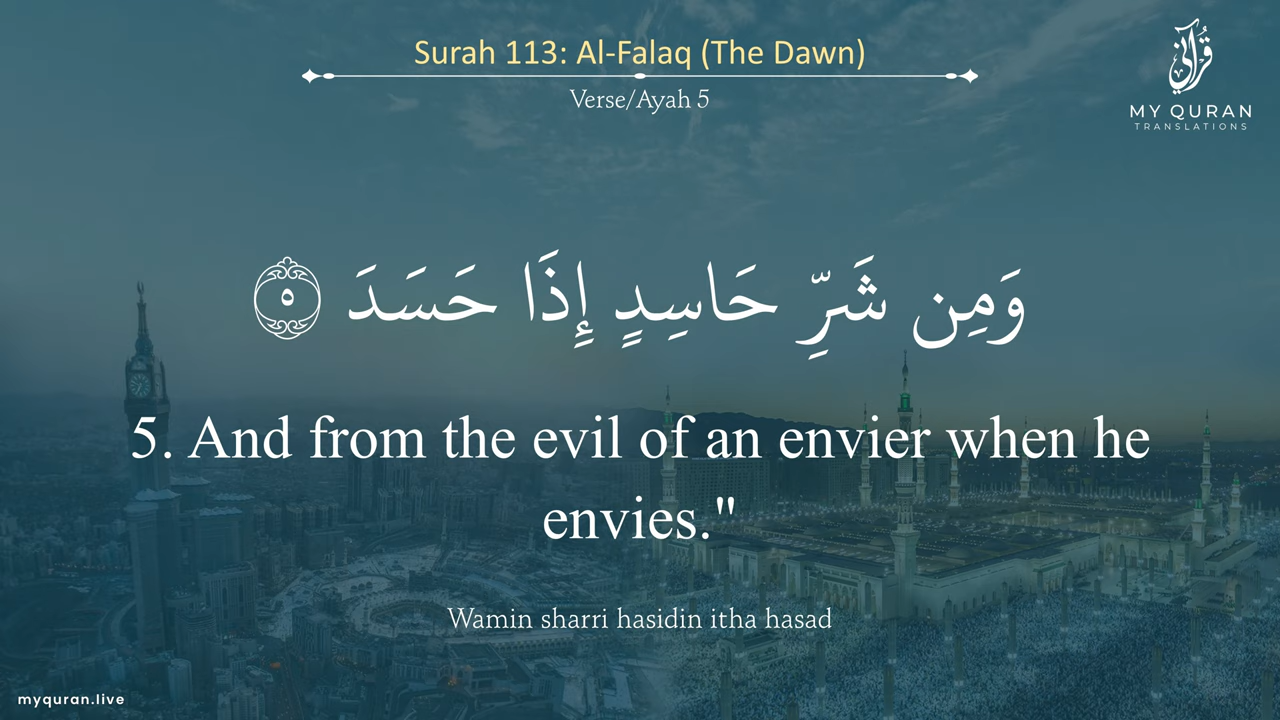 Surah 113: Al-Falaq (The Dawn)
Verse/Ayah 5
قرآني
MY QURAN
TRANSLATIONS
وَمِن شَرِّ حَاسِدٍ إِذَا حَسَدَ ٥
5. And from the evil of an envier when he
envies."
Wamin sharri hasidin itha hasad
myquran.live